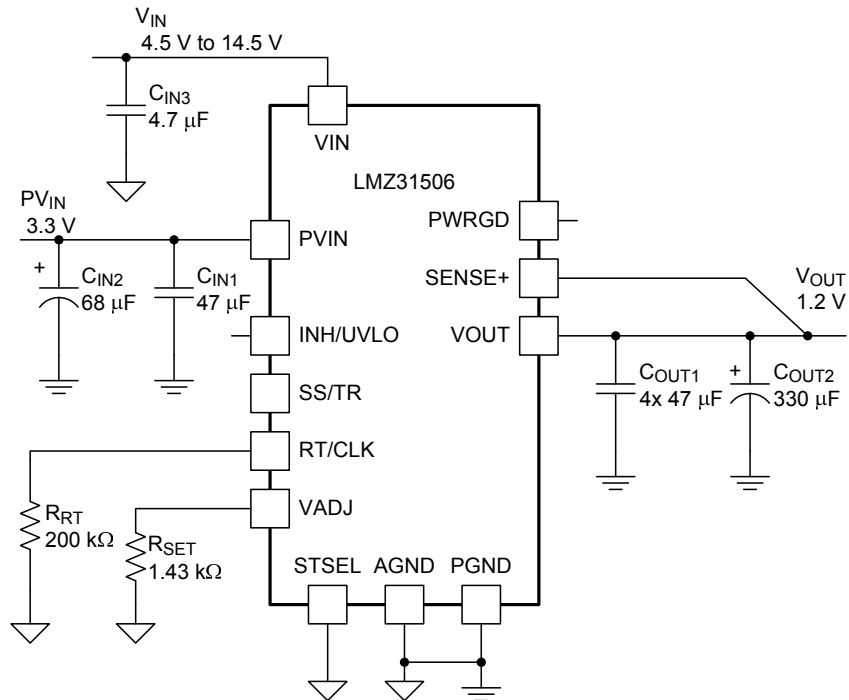 VIN
4.5 V to 14.5 V
CIN3
4.7 μF
VIN
LMZ31506
PVIN
3.3 V
PVIN
PWRGD
+
CIN2
68 μF
CIN1
47 μF
SENSE+
VOUT
1.2 V
INH/UVLO
VOUT
SS/TR
COUT1
4x 47 μF
+
COUT2
330 μF
RT/CLK
VADJ
RRT
200 kΩ
RSET
1.43 kΩ
STSEL
AGND
PGND